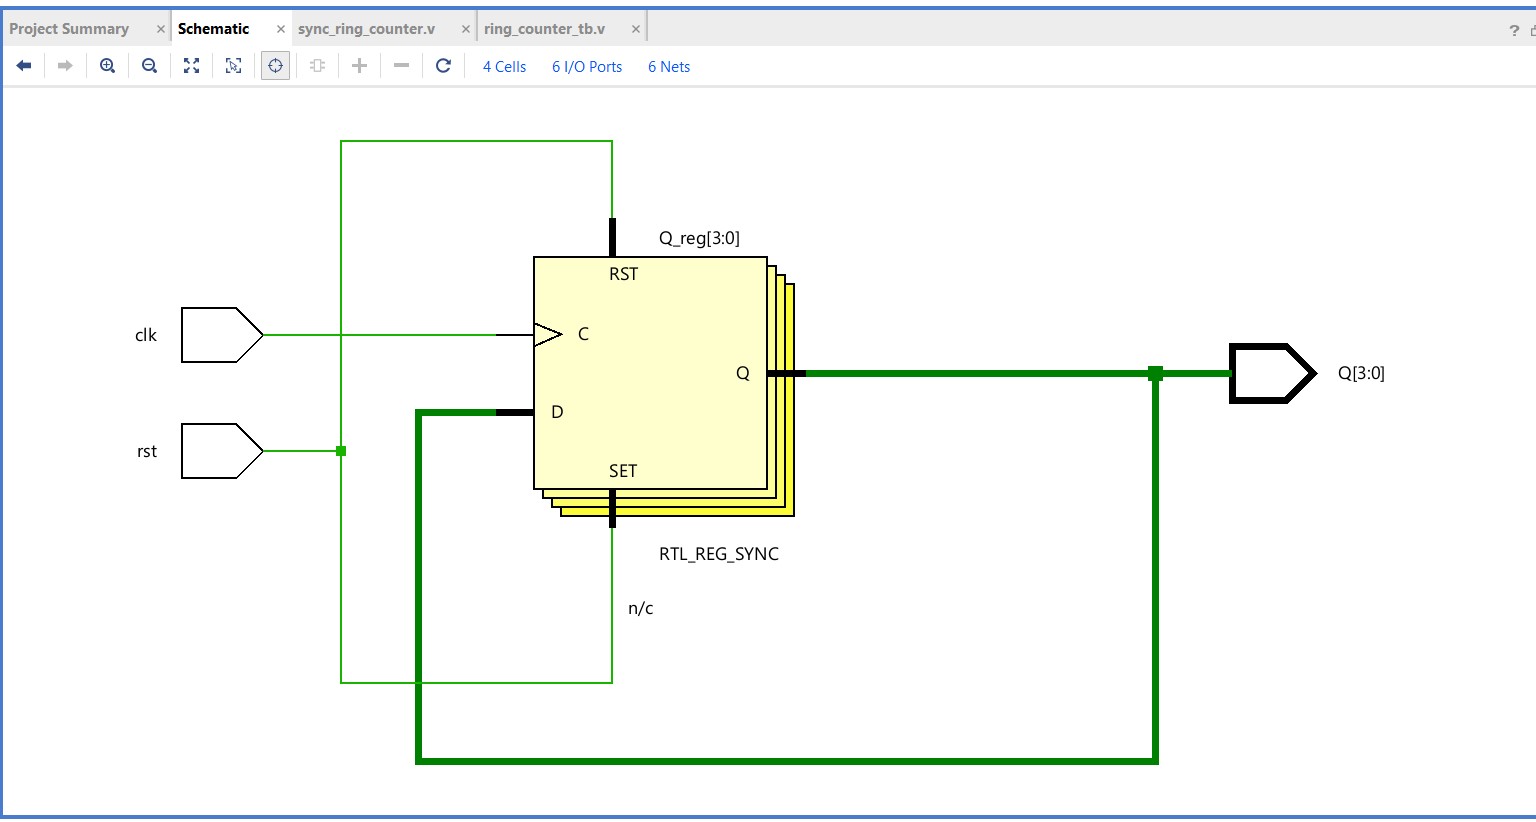 Project Summary × Schematic × sync_ring_counter.v × ring_counter_tb.v × ?
4 Cells 6 I/O Ports 6 Nets
Q_reg[3:0]
RST
clk
C
Q
Q[3:0]
D
rst
SET
RTL_REG_SYNC
n/c